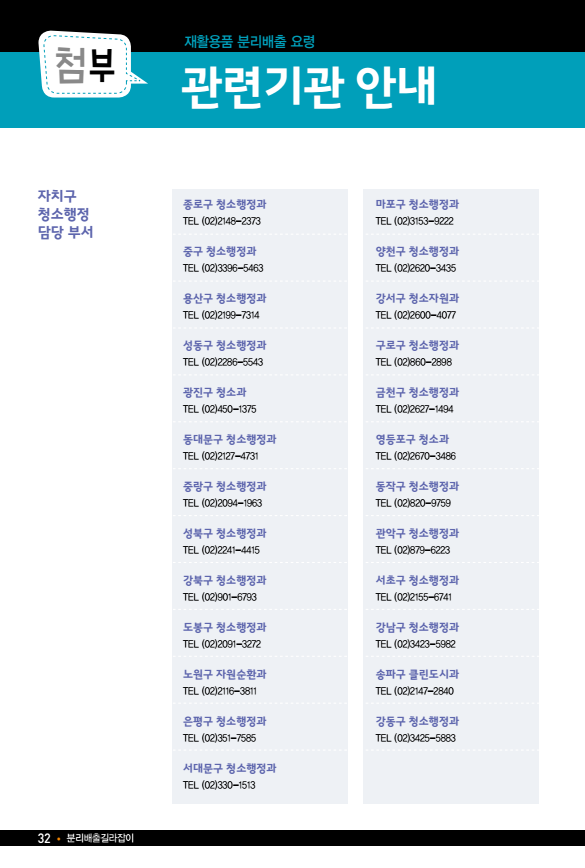 첨부
재활용품 분리배출 요령
관련기관 안내
자치구
청소행정
담당 부서
종로구 청소행정과
TEL (02)2148-2373
중구 청소행정과
TEL (02)3396-5463
용산구 청소행정과
TEL (02)2199-7314
성동구 청소행정과
TEL (02)2286-5543
광진구 청소과
TEL (02)450-1375
동대문구 청소행정과
TEL (02)2127-4731
중랑구 청소행정과
TEL (02)2094-1963
성북구 청소행정과
TEL (02)2241-4415
강북구 청소행정과
TEL (02)901-6793
도봉구 청소행정과
TEL (02)2091-3272
노원구 자원순환과
TEL (02)2116-3811
은평구 청소행정과
TEL (02)351-7585
서대문구 청소행정과
TEL (02)330-1513
마포구 청소행정과
TEL (02)3153-9222
양천구 청소행정과
TEL (02)2620-3435
강서구 청소자원과
TEL (02)2600-4077
구로구 청소행정과
TEL (02)860-2898
금천구 청소행정과
TEL (02)2627-1494
영등포구 청소과
TEL (02)2670-3486
동작구 청소행정과
TEL (02)820-9759
관악구 청소행정과
TEL (02)879-6223
서초구 청소행정과
TEL (02)2155-6741
강남구 청소행정과
TEL (02)3423-5982
송파구 클린도시과
TEL (02)2147-2840
강동구 청소행정과
TEL (02)3425-5883
32 • 분리배출길라잡이